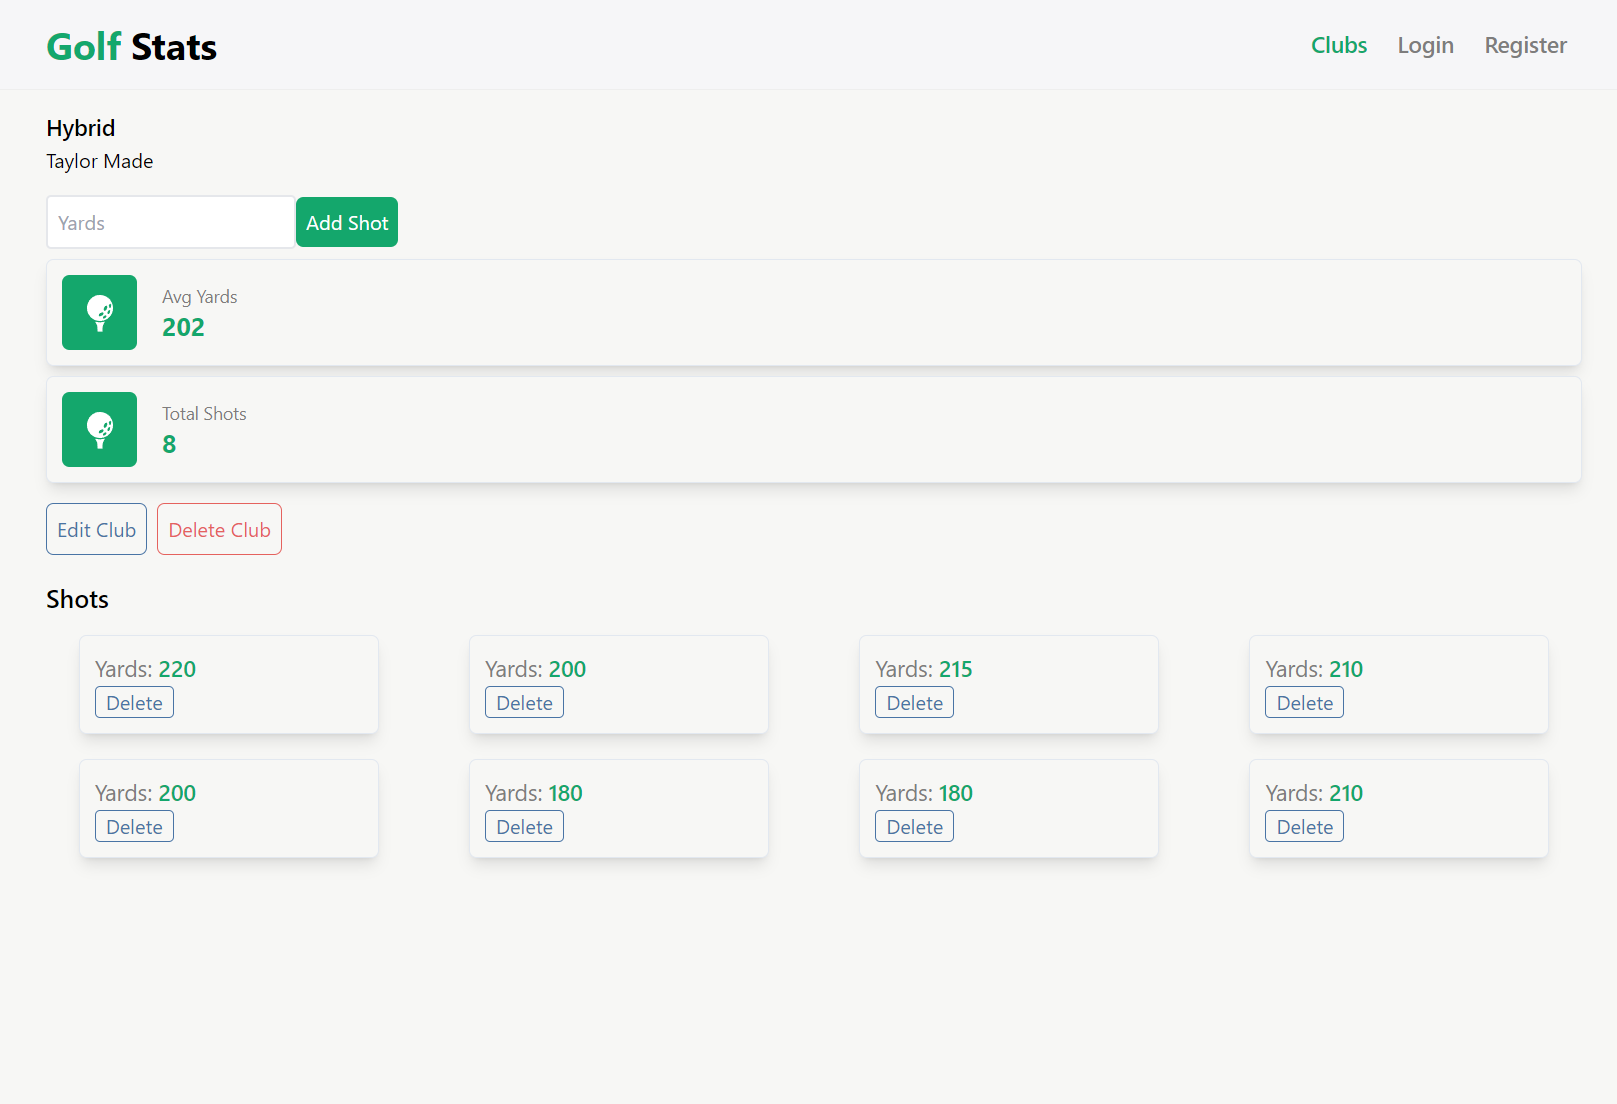 Golf Stats
Clubs Login Register
Hybrid
Taylor Made
Yards
Add Shot
Avg Yards
202
Total Shots
8
Edit Club
Delete Club
Shots
Yards: 220
Delete
Yards: 200
Delete
Yards: 215
Delete
Yards: 210
Delete
Yards: 200
Delete
Yards: 180
Delete
Yards: 180
Delete
Yards: 210
Delete